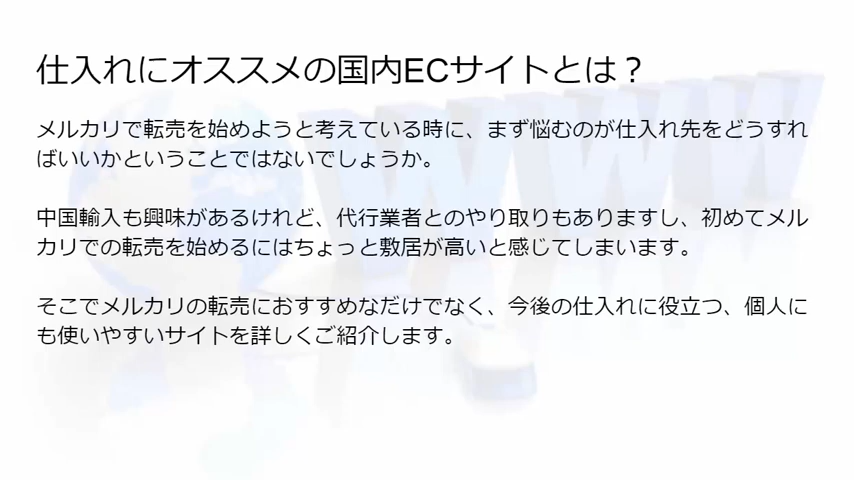 仕入れにオススメの国内ECサイトとは？
メルカリで転売を始めようと考えている時に、まず悩むのが仕入れ先をどうすれ
ばいいかということではないでしょうか。
中国輸入も興味があるけれど、代行業者とのやり取りもありますし、初めてメル
カリでの転売を始めるにはちょっと敷居が高いと感じてしまいます。
そこでメルカリの転売におすすめなだけでなく、今後の仕入れに役立つ、個人に
も使いやすいサイトを詳しくご紹介します。
WWW